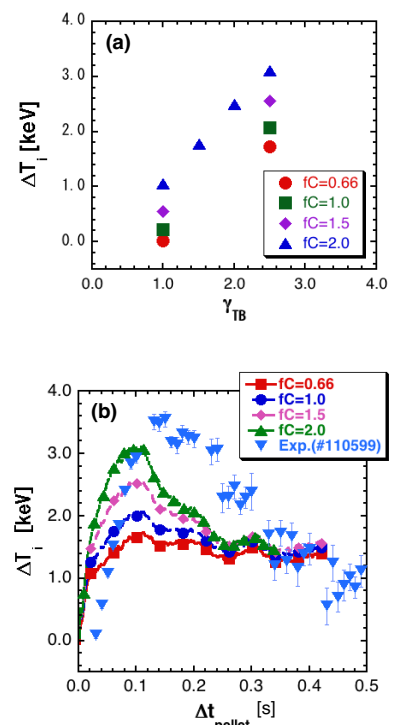 4.0
(a)
3.0
2.0
1.0
0.0
ΔT_i [keV]
fC=0.66
fC=1.0
fC=1.5
fC=2.0
0.0 1.0 2.0 3.0 4.0
γ_TB
fC=0.66
fC=1.0
fC=1.5
fC=2.0
Exp.(#110599)
4.0
(b)
3.0
2.0
1.0
0.0
ΔT_i [keV]
0.0 0.1 0.2 0.3 0.4 0.5
Δt_pellet [s]